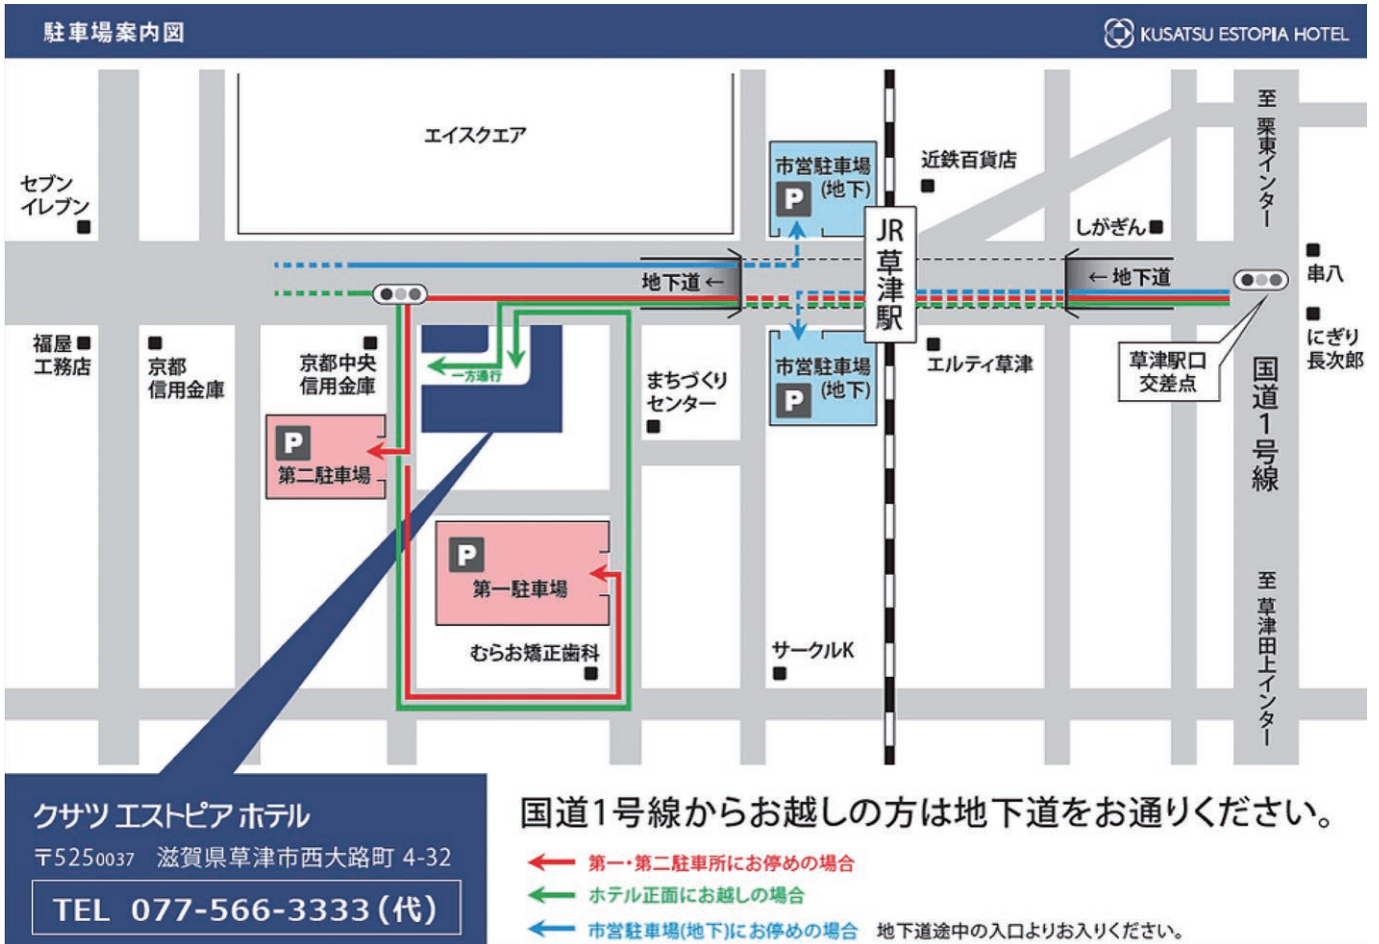 駐車場案内図
KUSATSU ESTOPIA HOTEL
エイスクエア
セブン
イレブン
市営駐車場
(地下)
P
近鉄百貨店
しがぎん
至 栗東インター
JR草津駅
地下道←
←地下道
串八
にぎり
長次郎
福屋
工務店
京都
信用金庫
京都中央
信用金庫
一方通行
まちづくり
センター
市営駐車場
(地下)
P
エルティ草津
草津駅口
交差点
国道1号線
P
第二駐車場
P
第一駐車場
むらお矯正歯科
サークルK
至 草津田上インター
クサツ エストピア ホテル
〒5250037 滋賀県草津市西大路町 4-32
TEL 077-566-3333(代)
国道1号線からお越しの方は地下道をお通りください。
第一・第二駐車所にお停めの場合
ホテル正面にお越しの場合
市営駐車場(地下)にお停めの場合 地下道途中の入口よりお入りください。